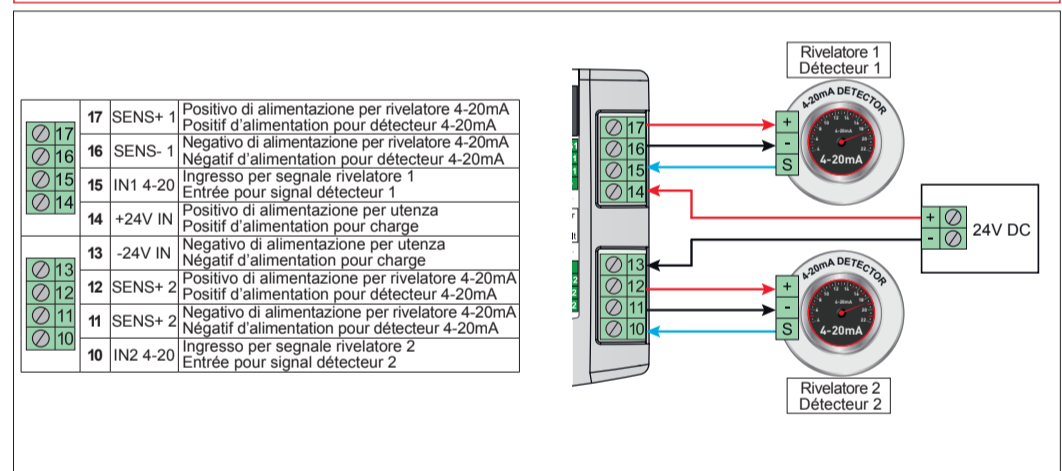 17 SENS+ 1 Positivo di alimentazione per rivelatore 4-20mA
Positif d'alimentation pour détecteur 4-20mA
16 SENS- 1 Negativo di alimentazione per rivelatore 4-20mA
Négatif d'alimentation pour détecteur 4-20mA
15 IN1 4-20 Ingresso per segnale rivelatore 1
Entrée pour signal détecteur 1
14 +24V IN Positivo di alimentazione per utenza
Positif d'alimentation pour charge
13 -24V IN Negativo di alimentazione per utenza
Négatif d'alimentation pour charge
12 SENS+ 2 Positivo di alimentazione per rivelatore 4-20mA
Positif d'alimentation pour détecteur 4-20mA
11 SENS+ 2 Negativo di alimentazione per rivelatore 4-20mA
Négatif d'alimentation pour détecteur 4-20mA
10 IN2 4-20 Ingresso per segnale rivelatore 2
Entrée pour signal détecteur 2
17
16
15
14
13
12
11
10
17
16
15
14
13
12
11
10
Rivelatore 1
Détecteur 1
4-20mA DETECTOR
4-20mA
+
-
S
+
-
24V DC
4-20mA DETECTOR
4-20mA
+
-
S
Rivelatore 2
Détecteur 2